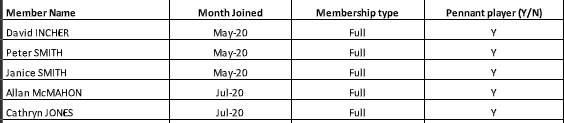 Member Name Month Joined Membership type Pennant player (Y/N)
David INCHER May-20 Full Y
Peter SMITH May-20 Full Y
Janice SMITH May-20 Full Y
Allan McMAHON Jul-20 Full Y
Cathryn JONES Jul-20 Full Y